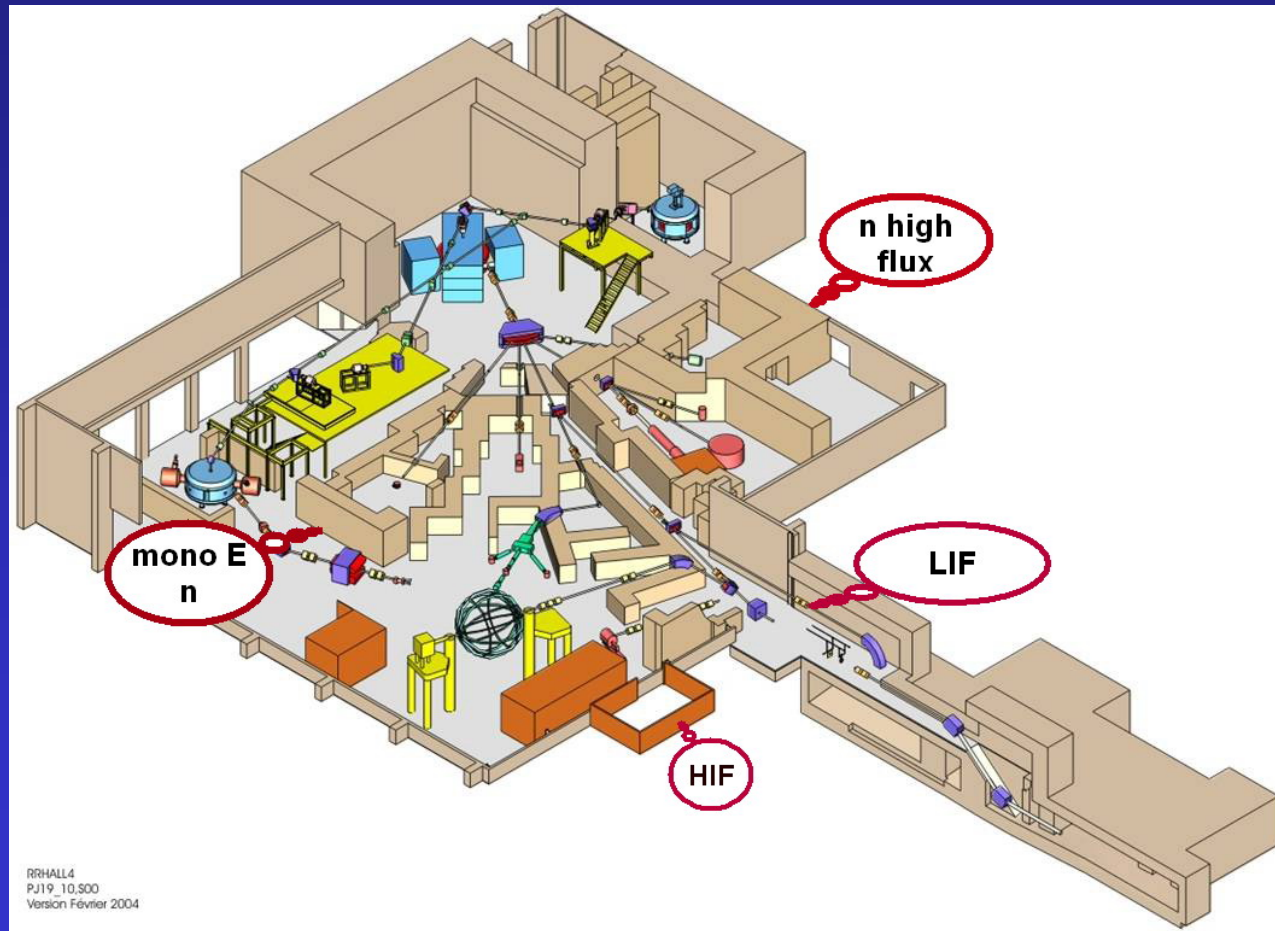 n high
flux
mono E
n
LIF
HIF
RRHALL4
PJ19_10,S00
Version Février 2004